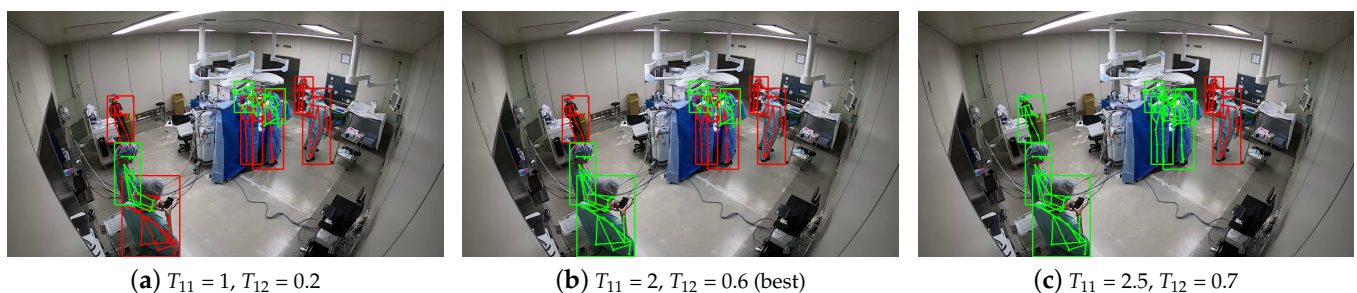 (a) T₁₁ = 1, T₁₂ = 0.2
(b) T₁₁ = 2, T₁₂ = 0.6 (best)
(c) T₁₁ = 2.5, T₁₂ = 0.7